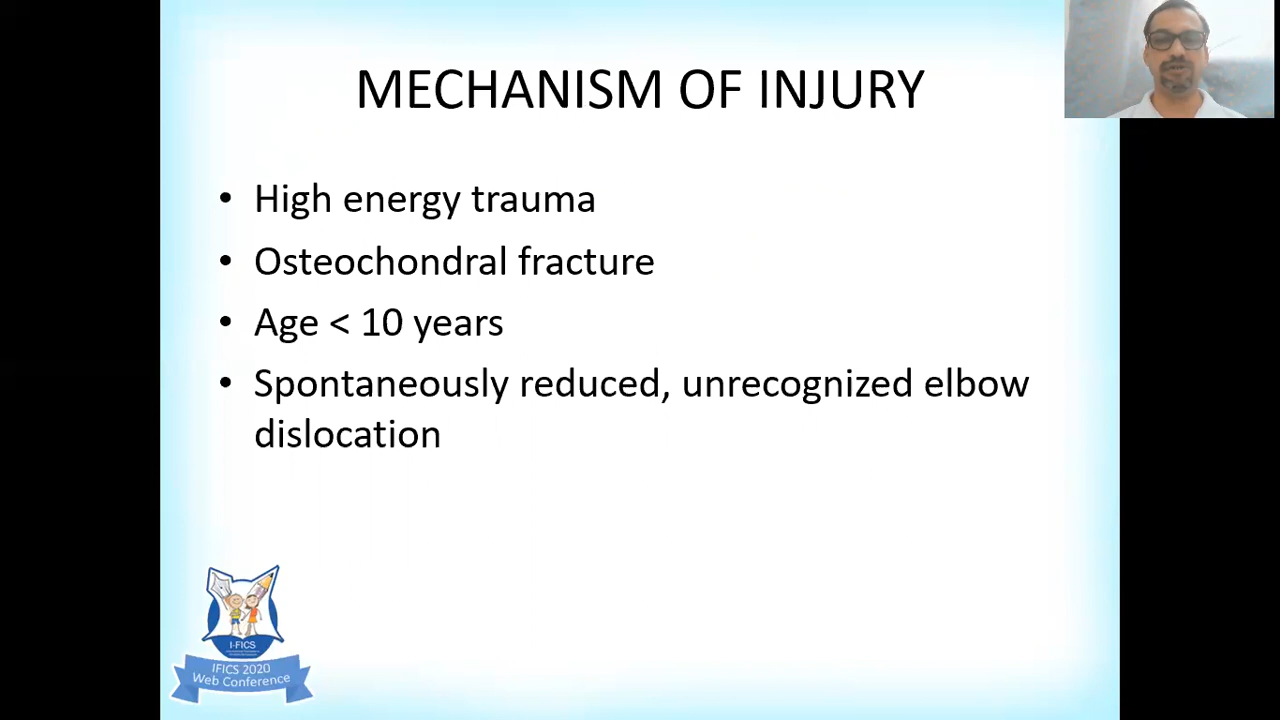 MECHANISM OF INJURY
• High energy trauma
• Osteochondral fracture
• Age < 10 years
• Spontaneously reduced, unrecognized elbow
dislocation
I-FICS
IFICS 2020
Web Conference